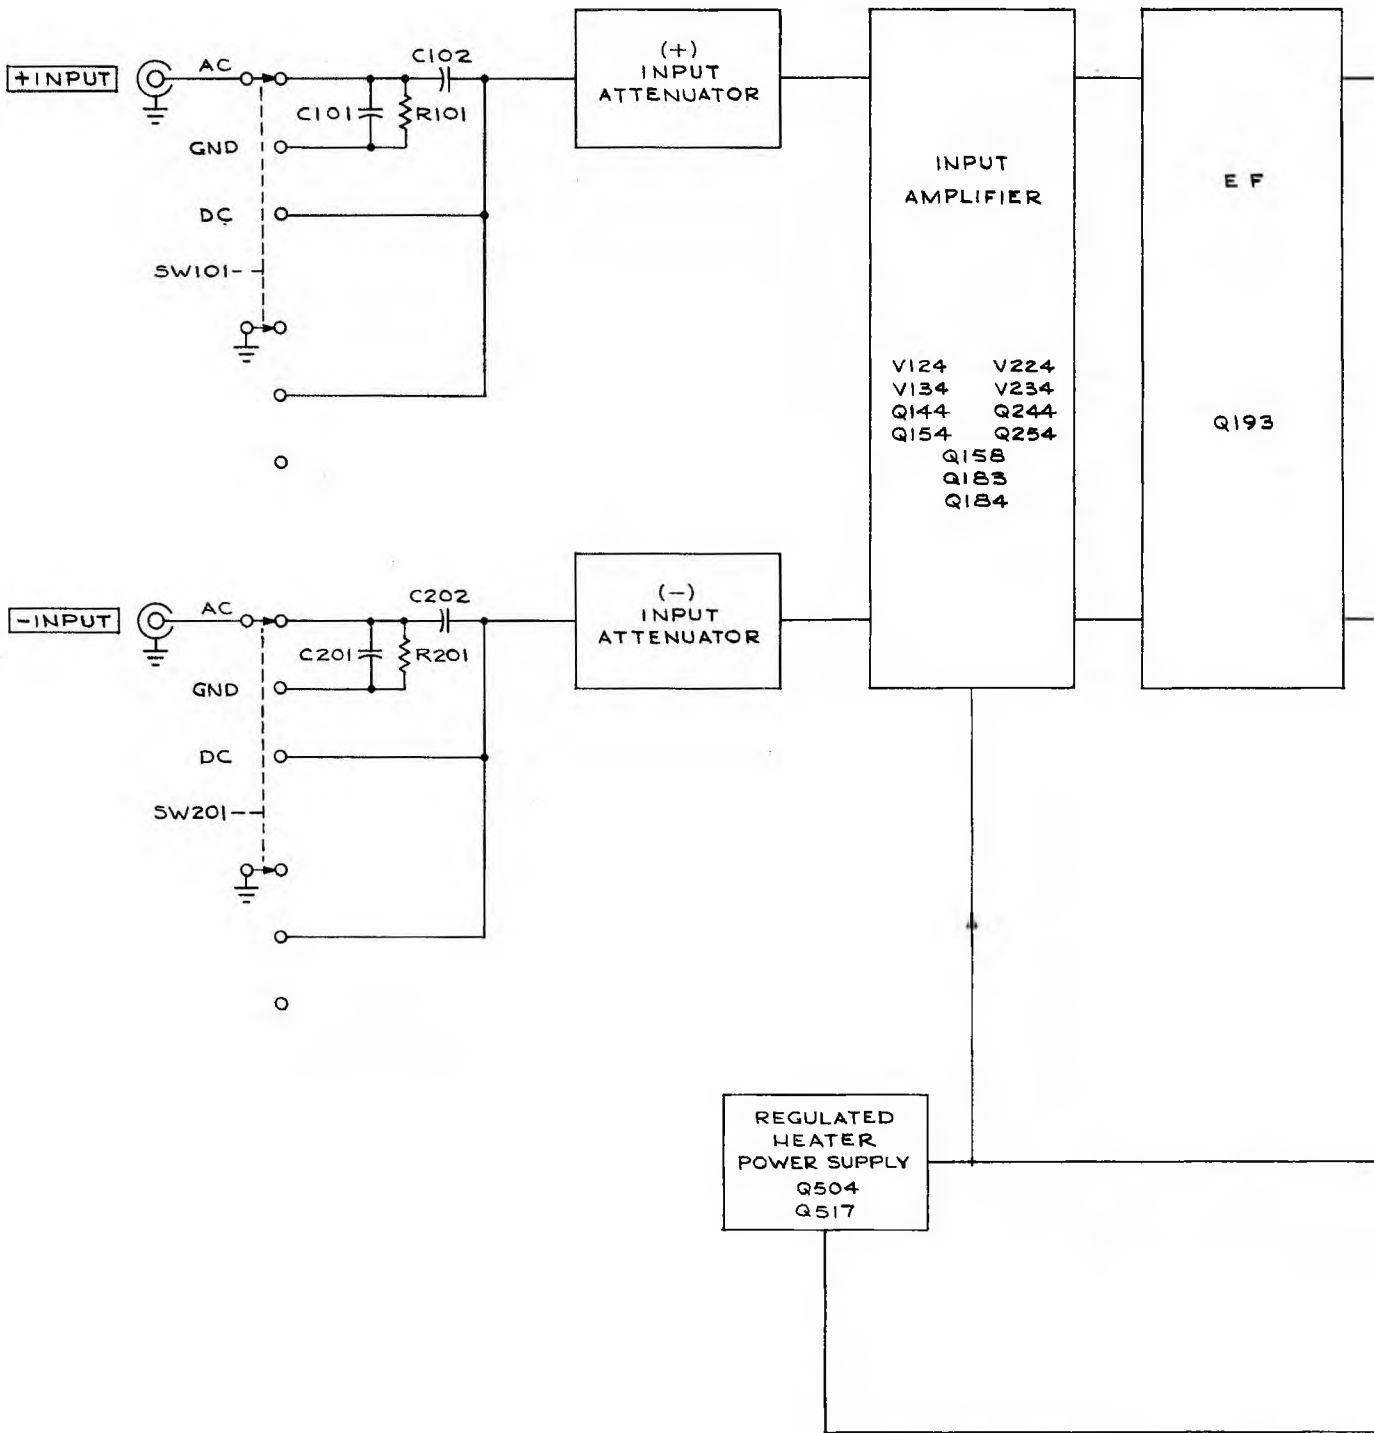 +INPUT
AC
C102
C101
R101
GND
DC
SW101
(+)
INPUT
ATTENUATOR
INPUT
AMPLIFIER
V124 V224
V134 V234
Q144 Q244
Q154 Q254
Q158
Q183
Q184
E F
Q193
-INPUT
AC
C202
C201
R201
GND
DC
SW201
(-)
INPUT
ATTENUATOR
REGULATED
HEATER
POWER SUPPLY
Q504
Q517